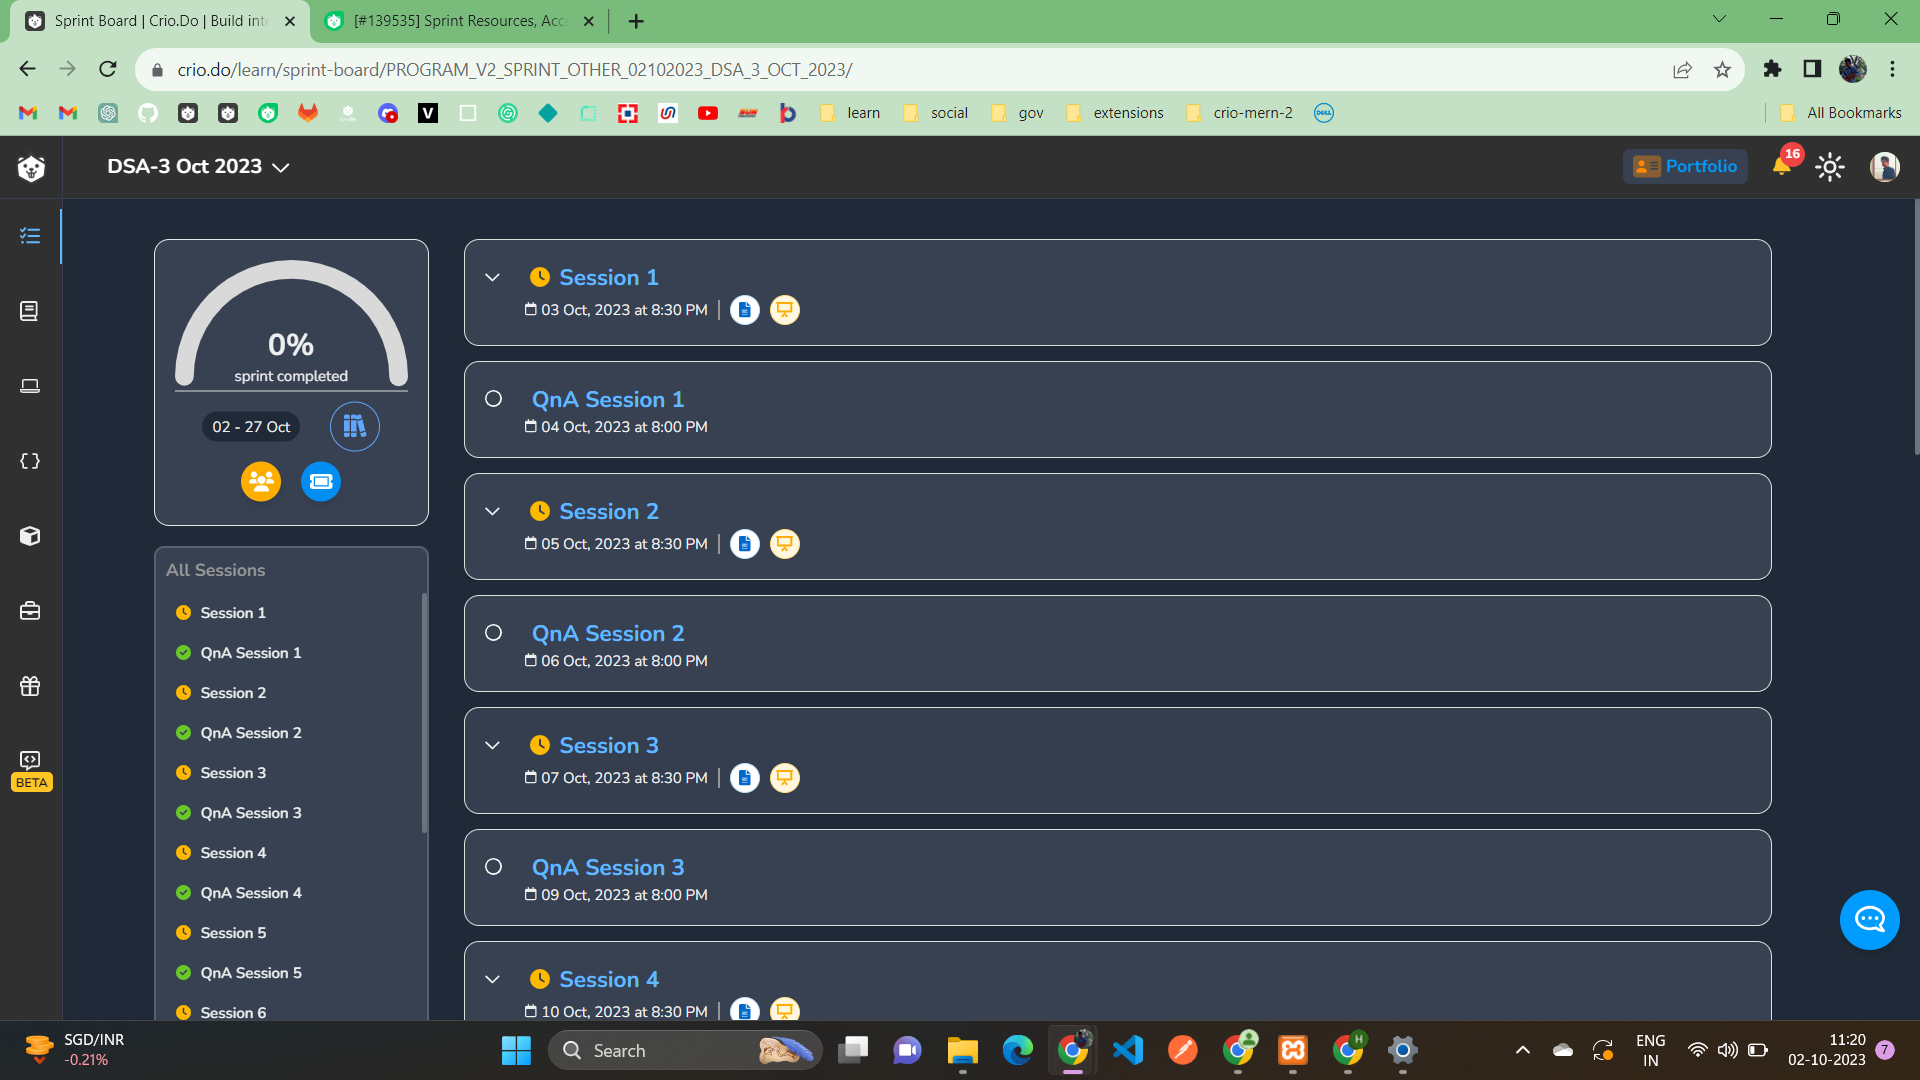 Sprint Board | Crio.Do | Build inte
[#139535] Sprint Resources, Acc
crio.do/learn/sprint-board/PROGRAM_V2_SPRINT_OTHER_02102023_DSA_3_OCT_2023/
learn
social
gov
extensions
crio-mern-2
DELL
All Bookmarks
DSA-3 Oct 2023
Portfolio
16
0%
sprint completed
02 - 27 Oct
All Sessions
Session 1
QnA Session 1
Session 2
QnA Session 2
Session 3
QnA Session 3
Session 4
QnA Session 4
Session 5
QnA Session 5
Session 6
BETA
Session 1
03 Oct, 2023 at 8:30 PM
QnA Session 1
04 Oct, 2023 at 8:00 PM
Session 2
05 Oct, 2023 at 8:30 PM
QnA Session 2
06 Oct, 2023 at 8:00 PM
Session 3
07 Oct, 2023 at 8:30 PM
QnA Session 3
09 Oct, 2023 at 8:00 PM
Session 4
10 Oct, 2023 at 8:30 PM
SGD/INR
-0.21%
Search
H
ENG
IN
11:20
02-10-2023
7